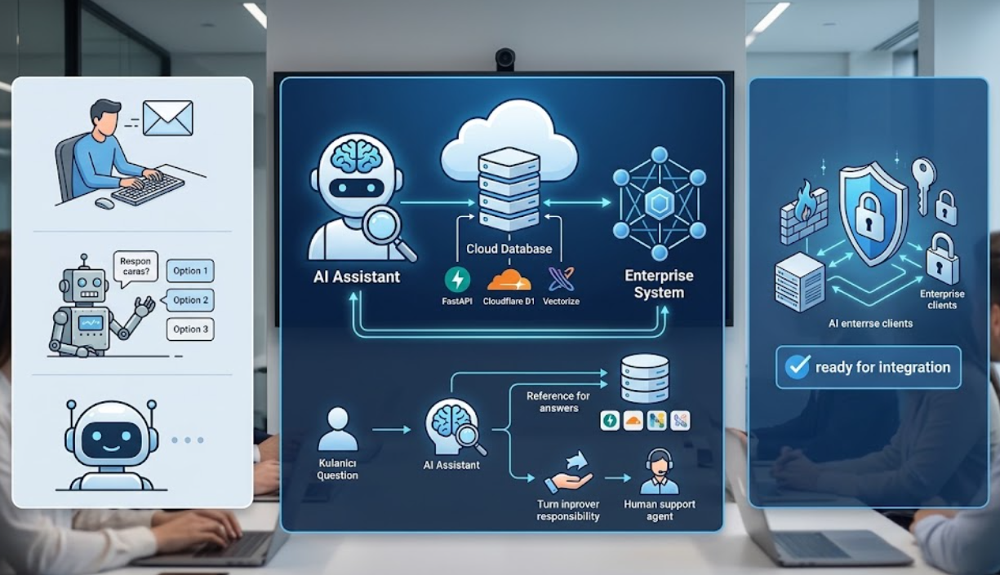 Respon
caras?
Option 1
Option 2
Option 3
AI Assistant
Cloud Database
FastAPI
Cloudflare D1
Vectorize
Enterprise
System
Kulanıcı
Question
AI Assistant
Reference for
answers
Turn inprover
responsibility
Human support
agent
Enterprise
clients
AI enterrse clients
ready for integration